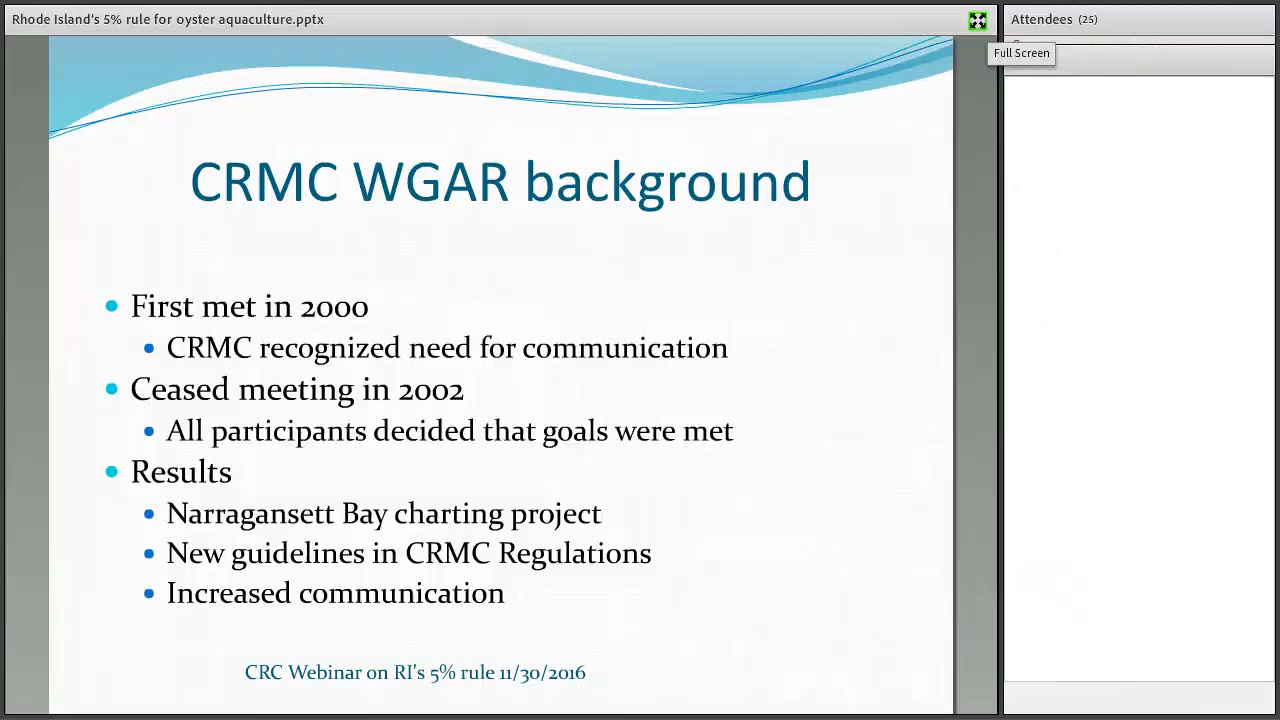 Rhode Island's 5% rule for oyster aquaculture.pptx
Attendees (25)
Full Screen
CRMC WGAR background
First met in 2000
CRMC recognized need for communication
Ceased meeting in 2002
All participants decided that goals were met
Results
Narragansett Bay charting project
New guidelines in CRMC Regulations
Increased communication
CRC Webinar on RI's 5% rule 11/30/2016